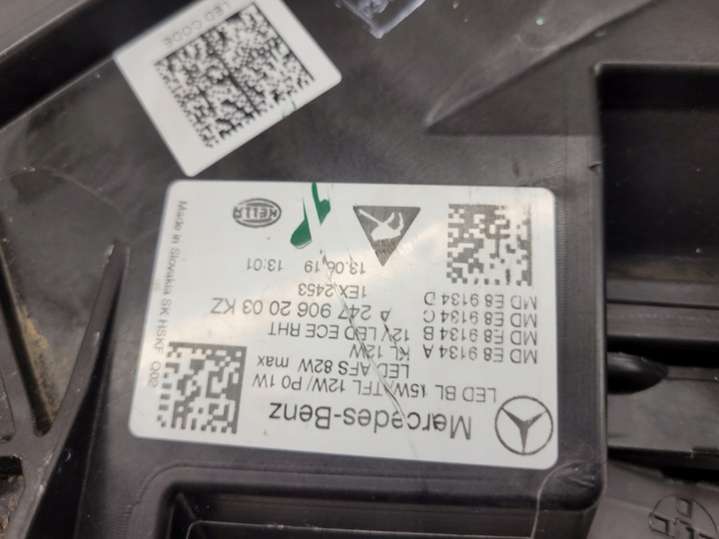 LED CODE
Mercedes-Benz
LED BL 15W/TFL 12W/P0 1W
LED AFS 82W max
MD E8 9134 A KL 12W
MD E8 9134 B 12V LED ECE RHT
MD E8 9134 C A 247 906 20 03 KZ
MD E8 9134 D 1EX 2453
13.06.19 13:01
HELLA
Made in Slovakia SK HSKF Q02